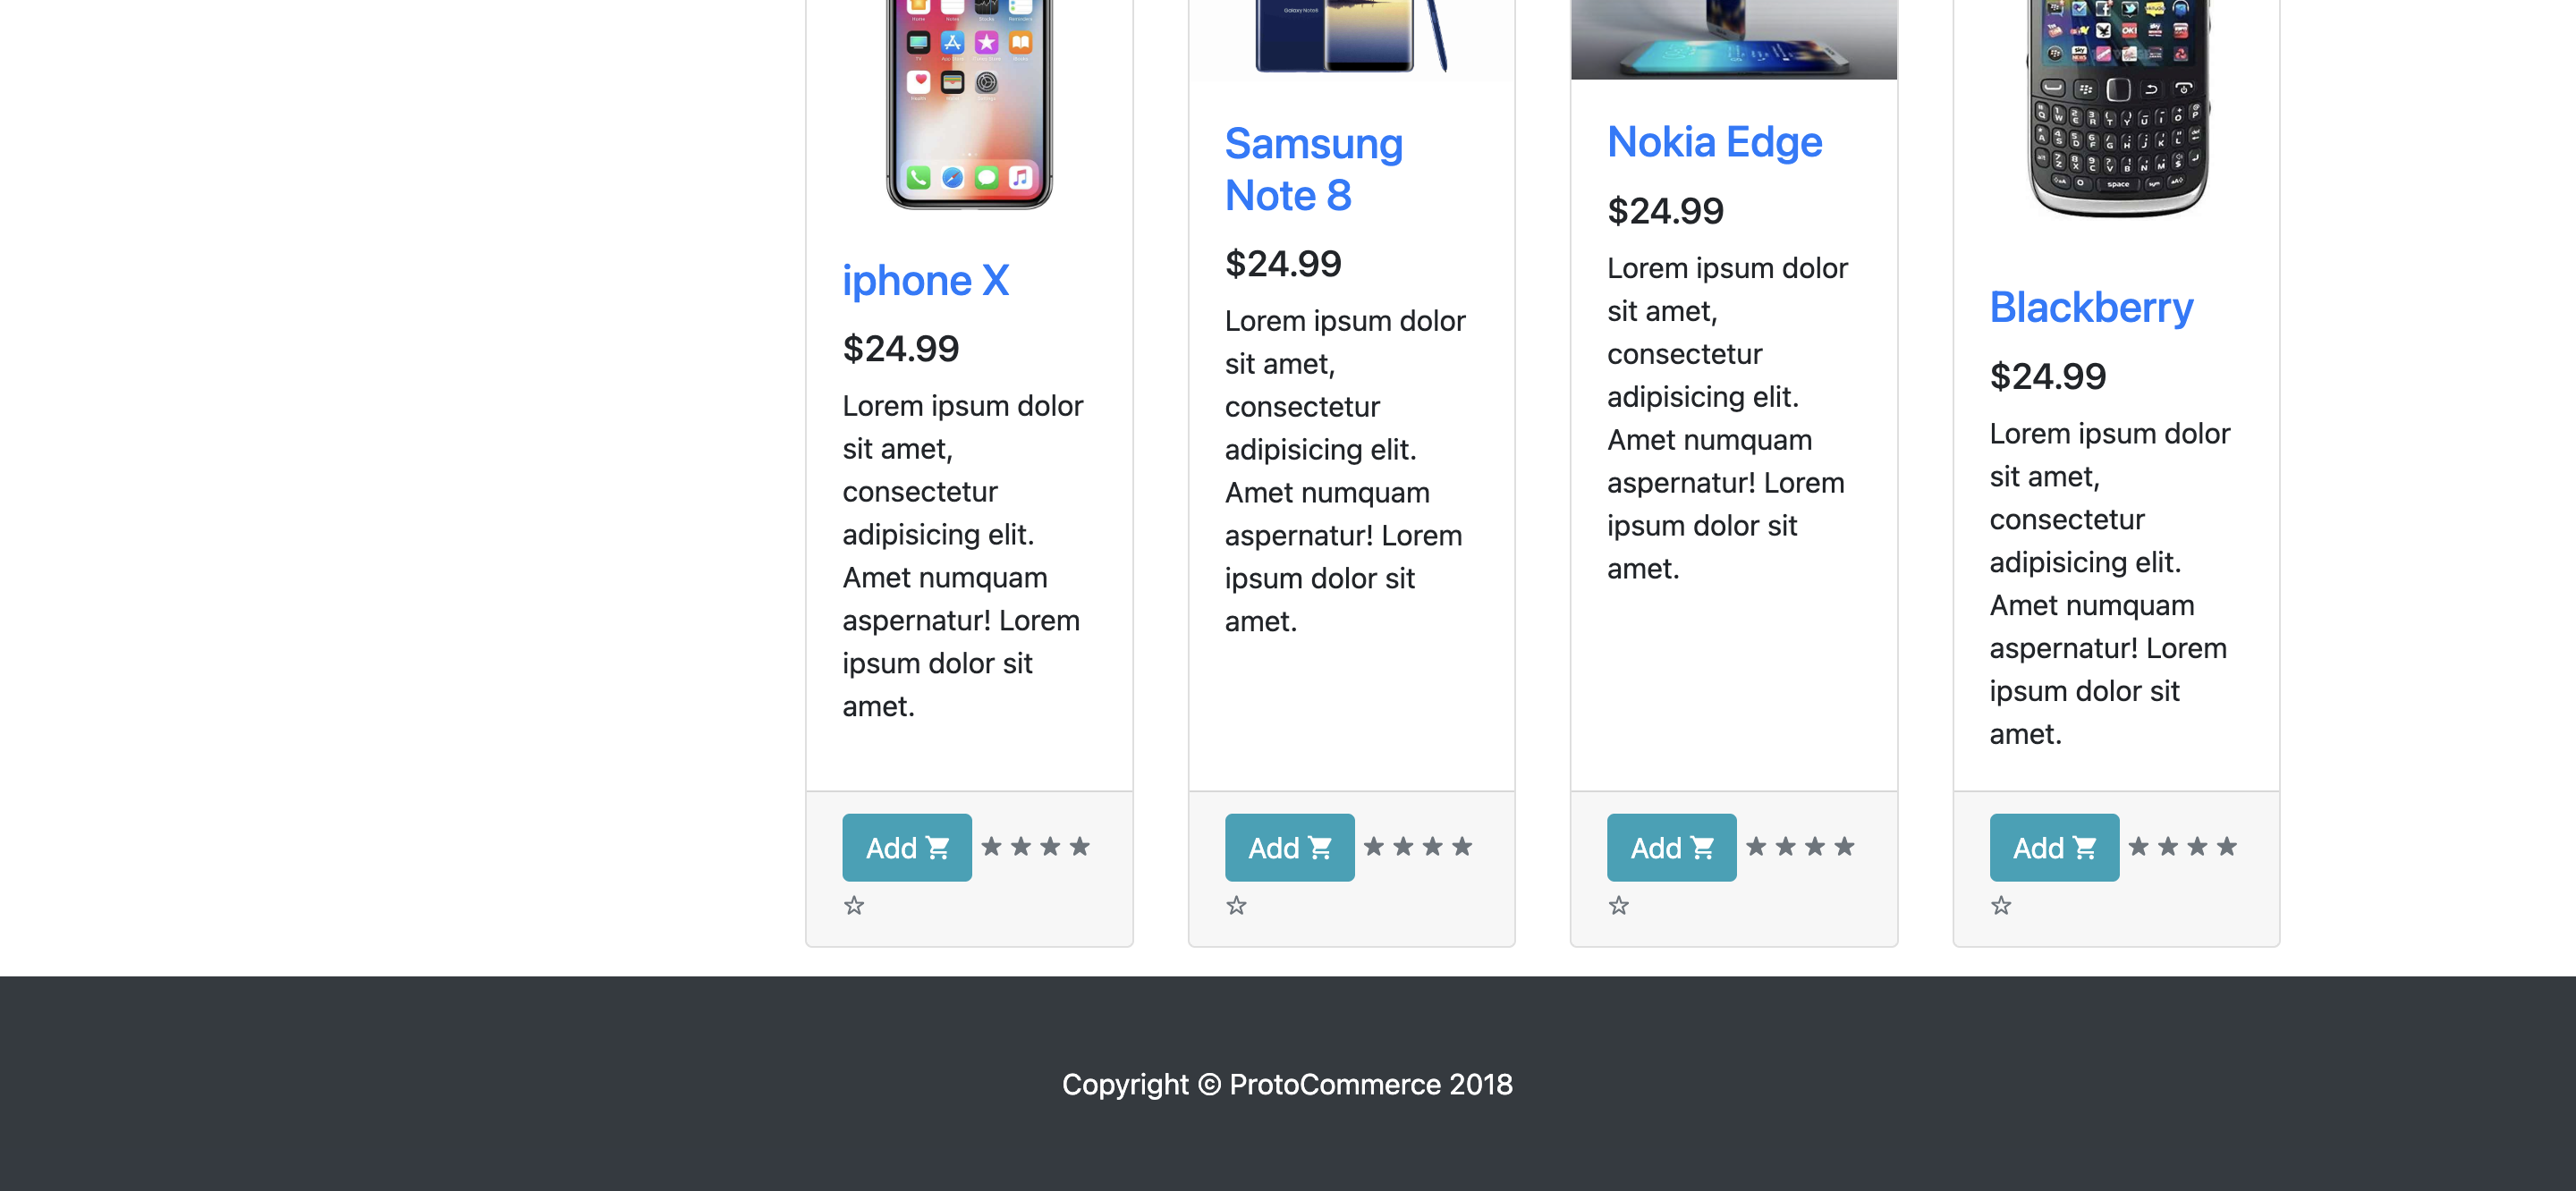 Galaxy Note8
iphone X
$24.99
Lorem ipsum dolor
sit amet,
consectetur
adipisicing elit.
Amet numquam
aspernatur! Lorem
ipsum dolor sit
amet.
Add
Samsung
Note 8
$24.99
Lorem ipsum dolor
sit amet,
consectetur
adipisicing elit.
Amet numquam
aspernatur! Lorem
ipsum dolor sit
amet.
Add
Nokia Edge
$24.99
Lorem ipsum dolor
sit amet,
consectetur
adipisicing elit.
Amet numquam
aspernatur! Lorem
ipsum dolor sit
amet.
Add
space
Blackberry
$24.99
Lorem ipsum dolor
sit amet,
consectetur
adipisicing elit.
Amet numquam
aspernatur! Lorem
ipsum dolor sit
amet.
Add
Copyright © ProtoCommerce 2018